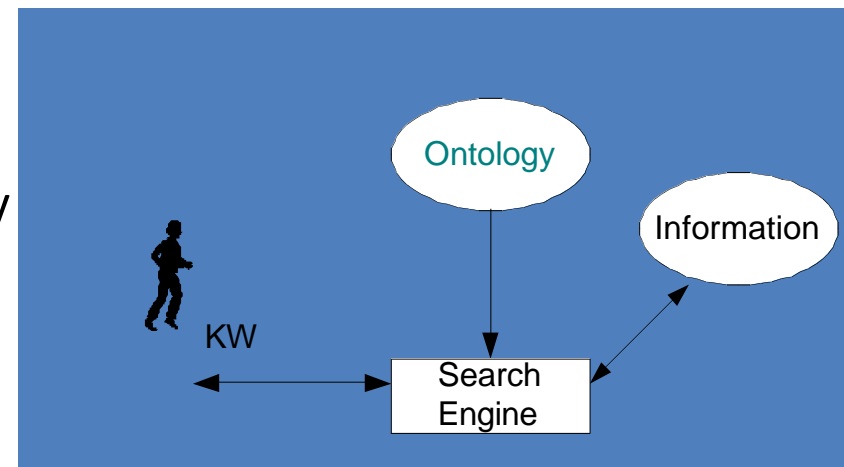 Ontology
y
Information
KW
Search
Engine